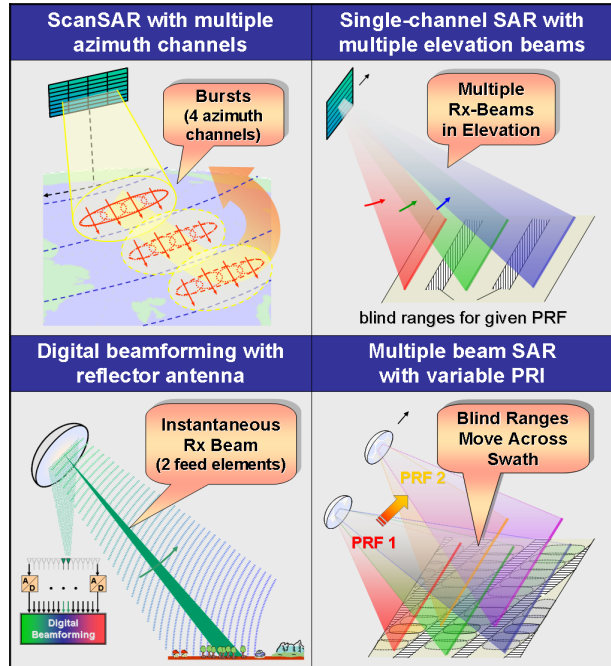 ScanSAR with multiple
azimuth channels
Bursts
(4 azimuth
channels)
Single-channel SAR with
multiple elevation beams
Multiple
Rx-Beams
in Elevation
blind ranges for given PRF
Digital beamforming with
reflector antenna
Instantaneous
Rx Beam
(2 feed elements)
A
D
A
D
Digital
Beamforming
Multiple beam SAR
with variable PRI
Blind Ranges
Move Across
Swath
PRF 2
PRF 1